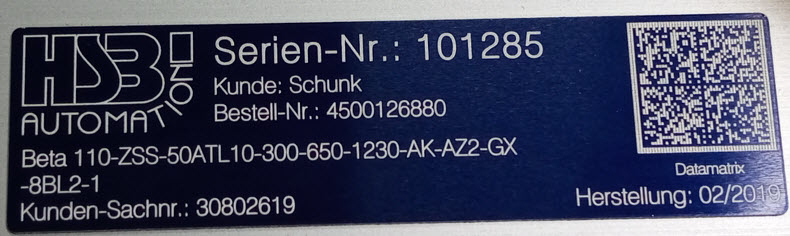 HSB
AUTOMATION!
Serien-Nr.: 101285
Kunde: Schunk
Bestell-Nr.: 4500126880
Beta 110-ZSS-50ATL10-300-650-1230-AK-AZ2-GX
-8BL2-1
Kunden-Sachnr.: 30802619
Datamatrix
Herstellung: 02/2019